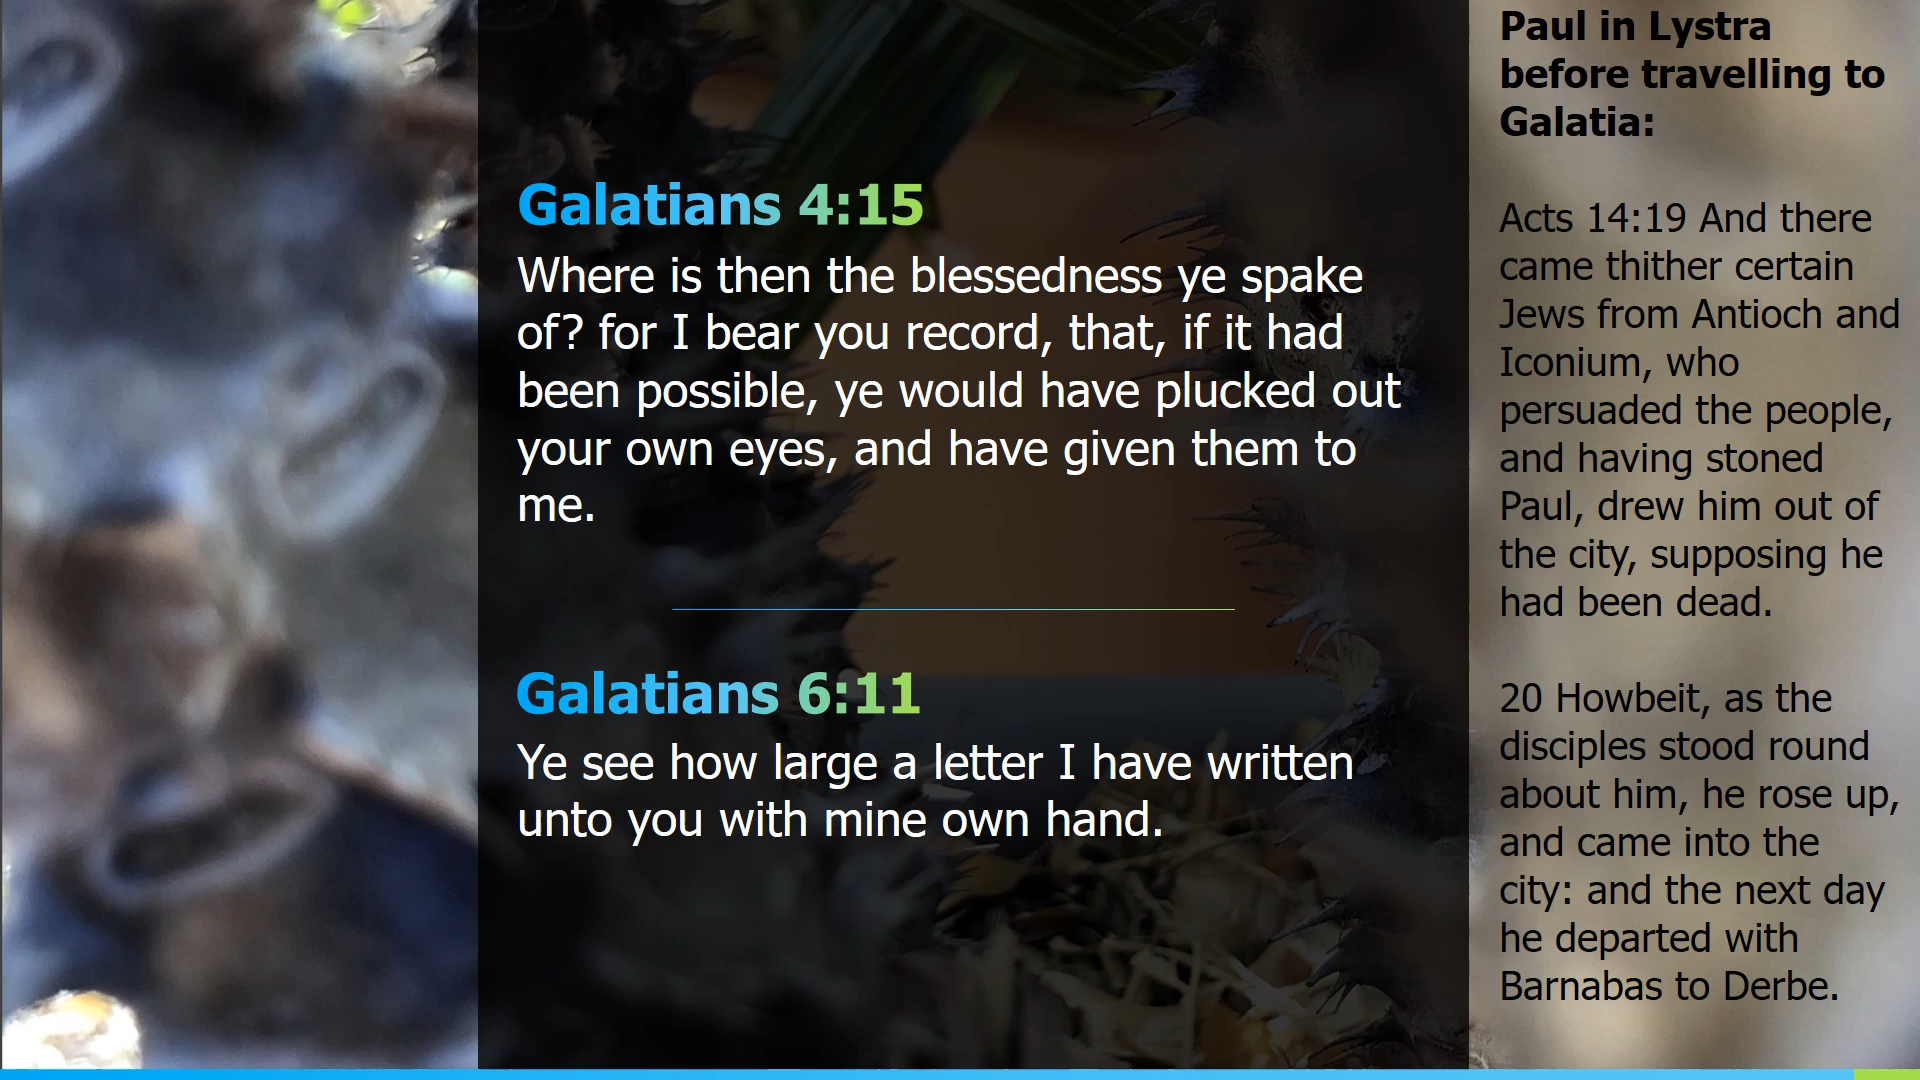 Galatians 4:15
Where is then the blessedness ye spake
of? for I bear you record, that, if it had
been possible, ye would have plucked out
your own eyes, and have given them to
me.
Galatians 6:11
Ye see how large a letter I have written
unto you with mine own hand.
Paul in Lystra
before travelling to
Galatia:
Acts 14:19 And there
came thither certain
Jews from Antioch and
Iconium, who
persuaded the people,
and having stoned
Paul, drew him out of
the city, supposing he
had been dead.
20 Howbeit, as the
disciples stood round
about him, he rose up,
and came into the
city: and the next day
he departed with
Barnabas to Derbe.